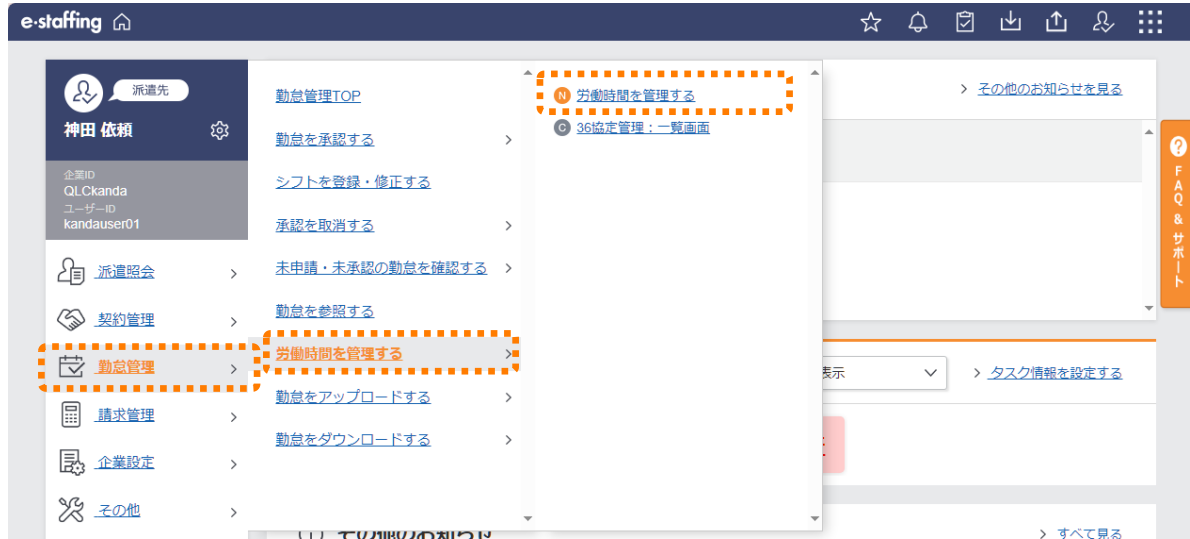 e-staffing
派遣先
神田 依頼
企業ID
QLCkanda
ユーザーID
kandauser01
派遣照会
契約管理
勤怠管理
請求管理
企業設定
その他
勤怠管理TOP
勤怠を承認する
シフトを登録・修正する
承認を取消する
未申請・未承認の勤怠を確認する
勤怠を参照する
労働時間を管理する
勤怠をアップロードする
勤怠をダウンロードする
N 労働時間を管理する
C 36協定管理：一覧画面
その他のお知らせを見る
表示
タスク情報を設定する
その他のお知らせ
すべて見る
? FAQ & サポート